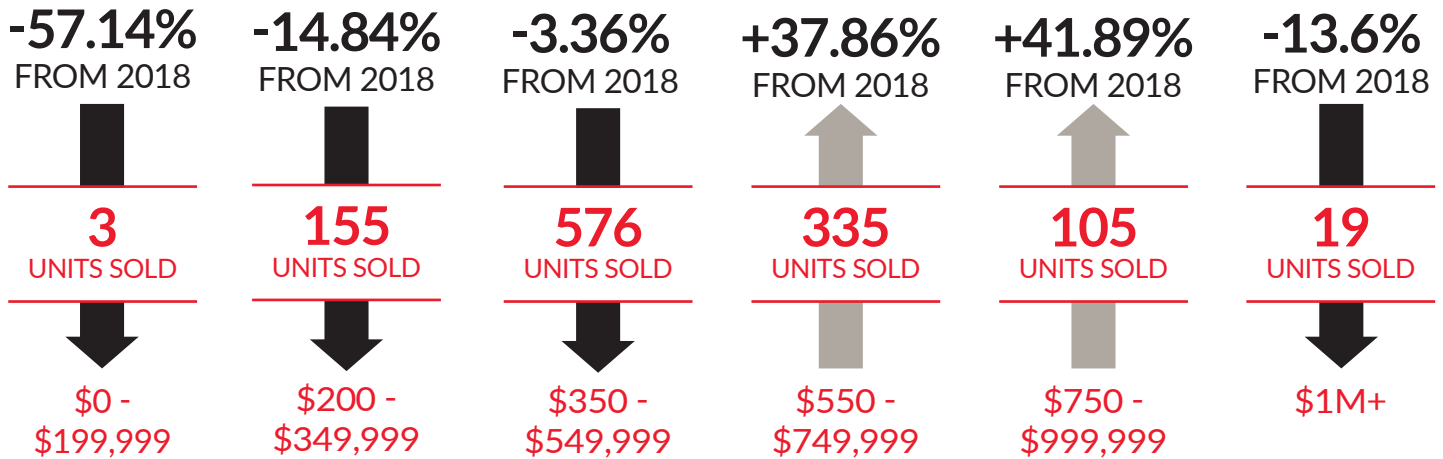 -57.14%
FROM 2018
3
UNITS SOLD
$0 -
$199,999
-14.84%
FROM 2018
155
UNITS SOLD
$200 -
$349,999
-3.36%
FROM 2018
576
UNITS SOLD
$350 -
$549,999
+37.86%
FROM 2018
335
UNITS SOLD
$550 -
$749,999
+41.89%
FROM 2018
105
UNITS SOLD
$750 -
$999,999
-13.6%
FROM 2018
19
UNITS SOLD
$1M+